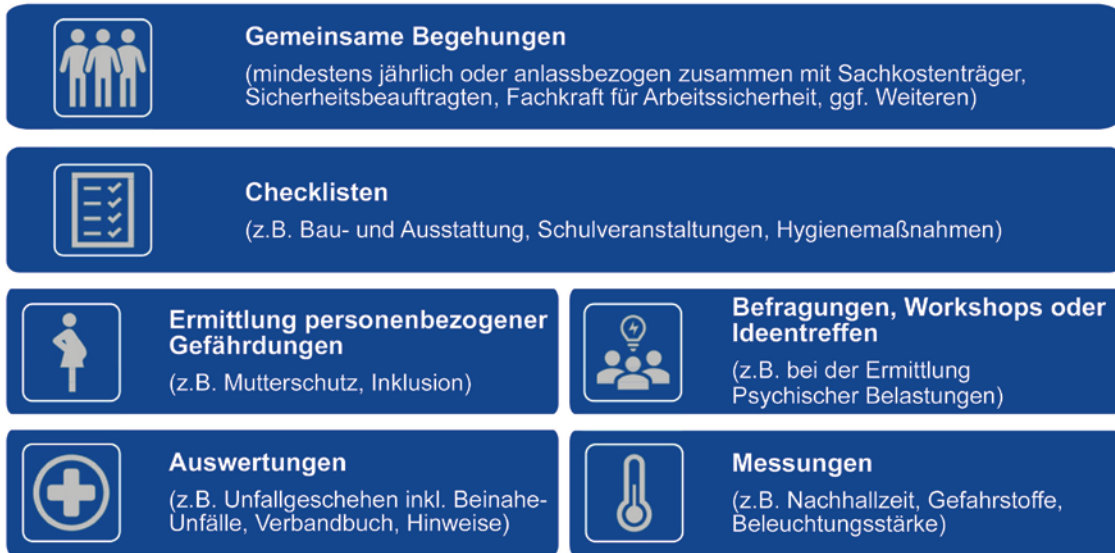 Gemeinsame Begehungen
(mindestens jährlich oder anlassbezogen zusammen mit Sachkostenträger,
Sicherheitsbeauftragten, Fachkraft für Arbeitssicherheit, ggf. Weiteren)
Checklisten
(z.B. Bau- und Ausstattung, Schulveranstaltungen, Hygienemaßnahmen)
Ermittlung personenbezogener
Gefährdungen
(z.B. Mutterschutz, Inklusion)
Befragungen, Workshops oder
Ideentreffen
(z.B. bei der Ermittlung
Psychischer Belastungen)
Auswertungen
(z.B. Unfallgeschehen inkl. Beinahe-
Unfälle, Verbandbuch, Hinweise)
Messungen
(z.B. Nachhallzeit, Gefahrstoffe,
Beleuchtungsstärke)